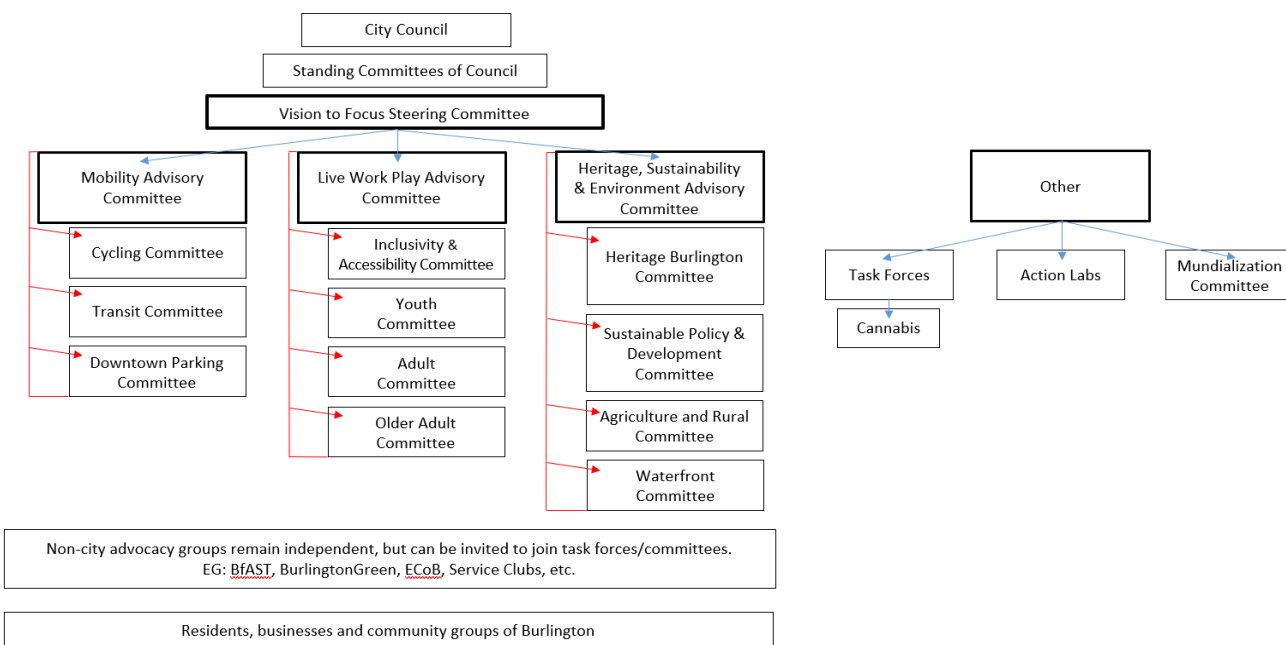 City Council
Standing Committees of Council
Vision to Focus Steering Committee
Mobility Advisory
Committee
Cycling Committee
Transit Committee
Downtown Parking
Committee
Live Work Play Advisory
Committee
Inclusivity &
Accessibility Committee
Youth
Committee
Adult
Committee
Older Adult
Committee
Heritage, Sustainability
& Environment Advisory
Committee
Heritage Burlington
Committee
Sustainable Policy &
Development
Committee
Agriculture and Rural
Committee
Waterfront
Committee
Other
Task Forces
Cannabis
Action Labs
Mundialization
Committee
Non-city advocacy groups remain independent, but can be invited to join task forces/committees.
EG: BfAST, BurlingtonGreen, ECoB, Service Clubs, etc.
Residents, businesses and community groups of Burlington